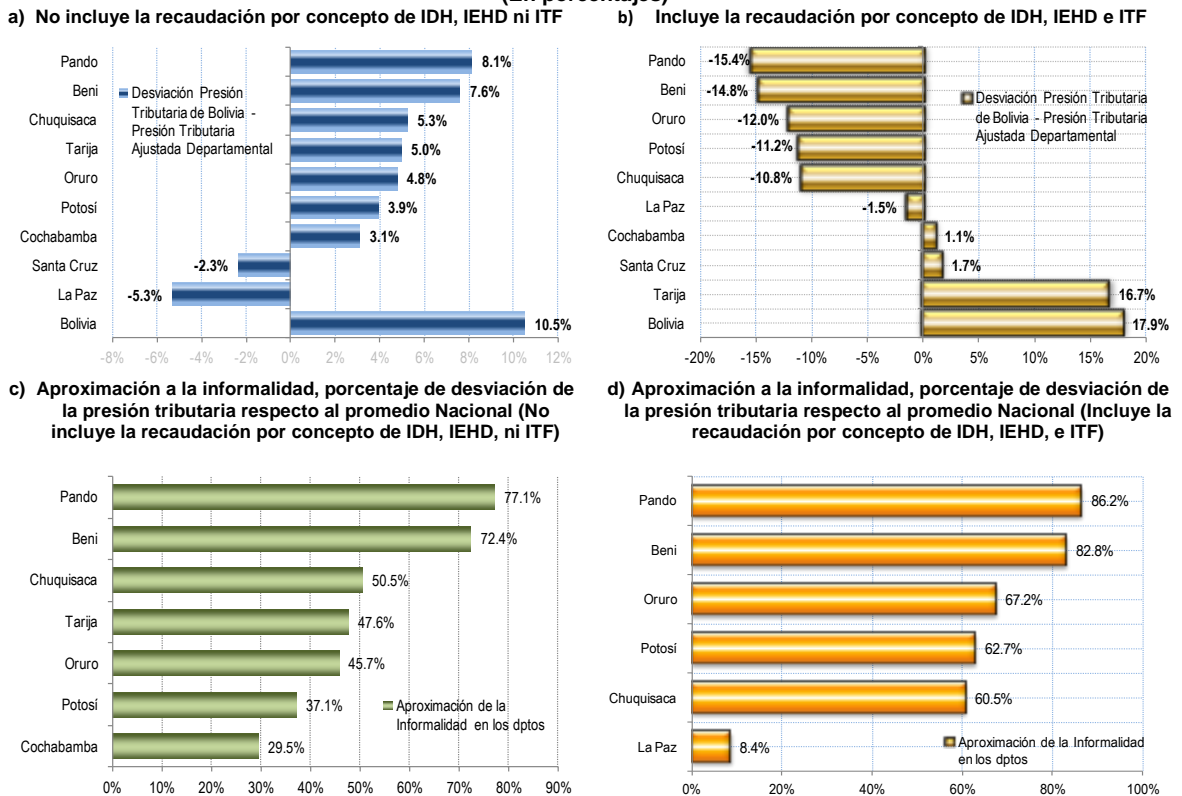 (En porcentajes)
a) No incluye la recaudación por concepto de IDH, IEHD ni ITF
Pando
8.1%
Beni
7.6%
Desviación Presión
Tributaria de Bolivia -
Presión Tributaria
Ajustada Departamental
Chuquisaca
5.3%
Tarija
5.0%
Oruro
4.8%
Potosí
3.9%
Cochabamba
3.1%
Santa Cruz
-2.3%
La Paz
-5.3%
Bolivia
10.5%
-8% -6% -4% -2% 0% 2% 4% 6% 8% 10% 12%
b) Incluye la recaudación por concepto de IDH, IEHD e ITF
Pando
-15.4%
Beni
-14.8%
Desviación Presión Tributaria
de Bolivia - Presión Tributaria
Ajustada Departamental
Oruro
-12.0%
Potosí
-11.2%
Chuquisaca
-10.8%
La Paz
-1.5%
Cochabamba
1.1%
Santa Cruz
1.7%
Tarija
16.7%
Bolivia
17.9%
-20% -15% -10% -5% 0% 5% 10% 15% 20%
c) Aproximación a la informalidad, porcentaje de desviación de
la presión tributaria respecto al promedio Nacional (No
incluye la recaudación por concepto de IDH, IEHD, ni ITF)
Pando
77.1%
Beni
72.4%
Chuquisaca
50.5%
Tarija
47.6%
Oruro
45.7%
Potosí
37.1%
Aproximación de la
Informalidad en los dptos
Cochabamba
29.5%
0% 10% 20% 30% 40% 50% 60% 70% 80% 90%
d) Aproximación a la informalidad, porcentaje de desviación de
la presión tributaria respecto al promedio Nacional (Incluye la
recaudación por concepto de IDH, IEHD, e ITF)
Pando
86.2%
Beni
82.8%
Oruro
67.2%
Potosí
62.7%
Chuquisaca
60.5%
La Paz
8.4%
Aproximación de la Informalidad
en los dptos
0% 20% 40% 60% 80% 100%